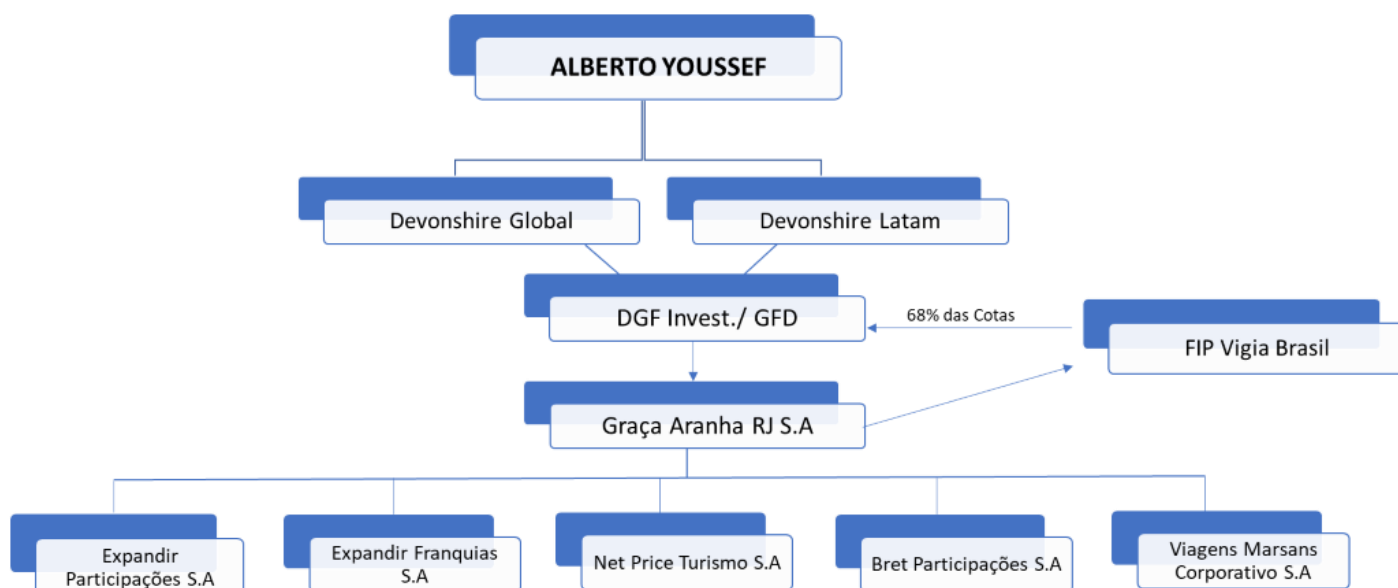 ALBERTO YOUSSEF
Devonshire Global
Devonshire Latam
DGF Invest./ GFD
68% das Cotas
FIP Vigia Brasil
Graça Aranha RJ S.A
Expandir
Participações S.A
Expandir Franquias
S.A
Net Price Turismo S.A
Bret Participações S.A
Viagens Marsans
Corporativo S.A